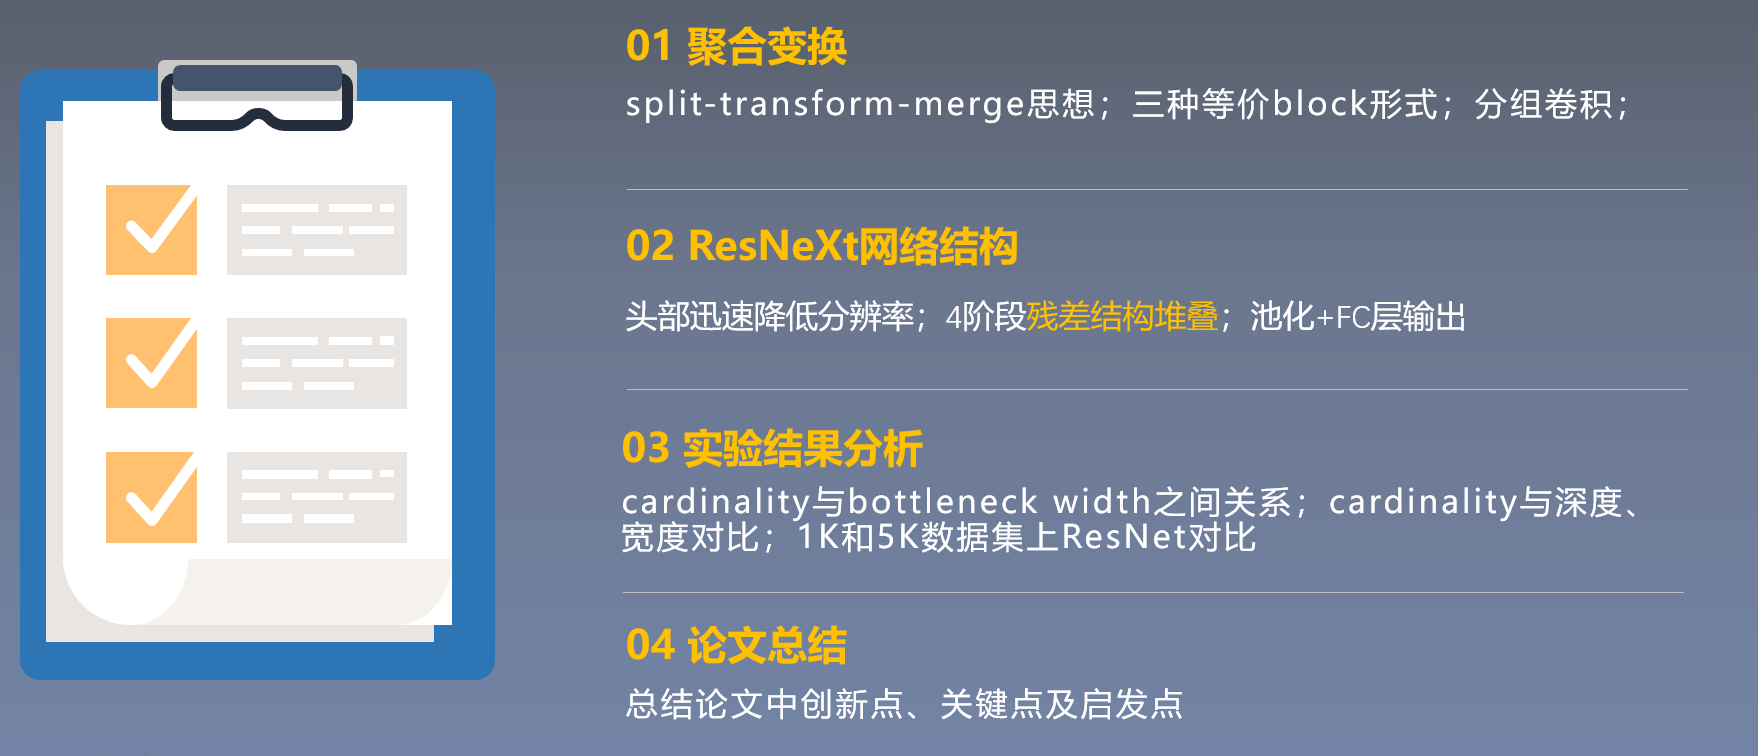 01 聚合变换
split-transform-merge思想；三种等价block形式；分组卷积；
02 ResNeXt网络结构
头部迅速降低分辨率；4阶段残差结构堆叠；池化+FC层输出
03 实验结果分析
cardinality与bottleneck width之间关系；cardinality与深度、
宽度对比；1K和5K数据集上ResNet对比
04 论文总结
总结论文中创新点、关键点及启发点